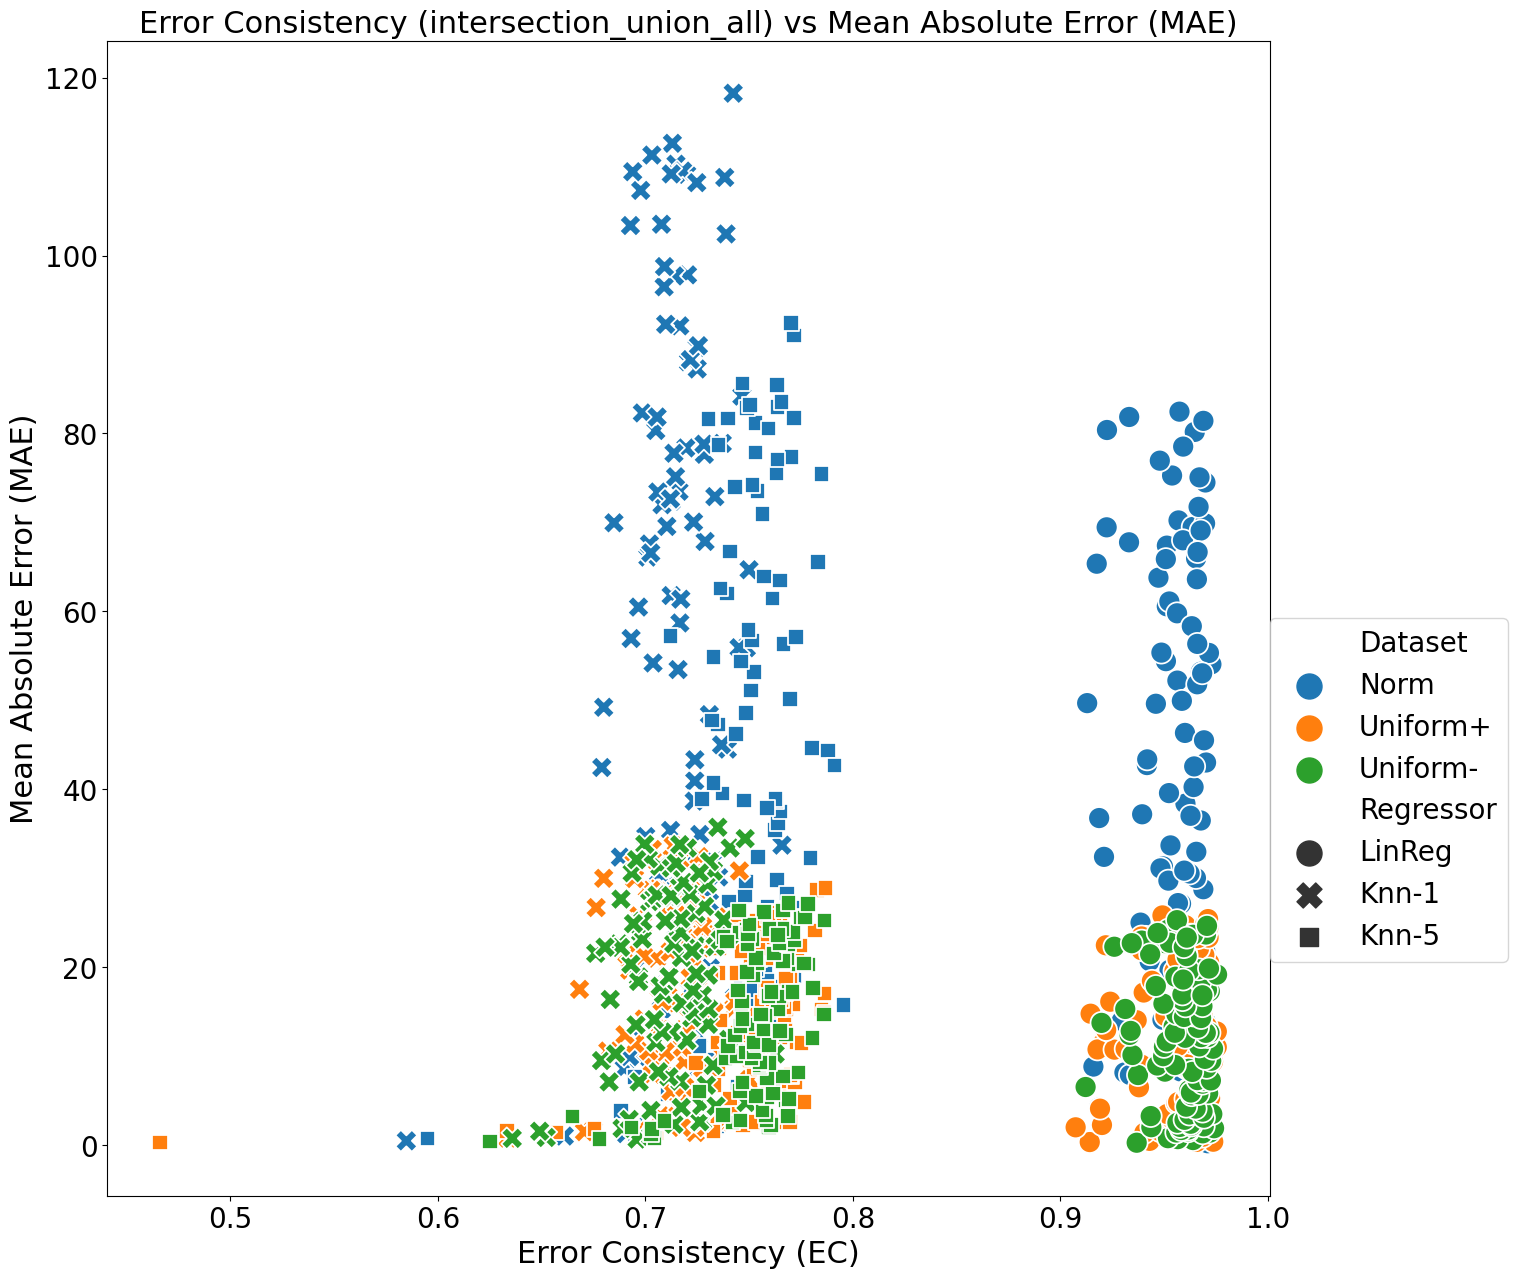 Error Consistency (intersection_union_all) vs Mean Absolute Error (MAE)
120
100
80
60
40
20
0
Mean Absolute Error (MAE)
0.5 0.6 0.7 0.8 0.9 1.0
Error Consistency (EC)
Dataset
Norm
Uniform+
Uniform-
Regressor
LinReg
Knn-1
Knn-5